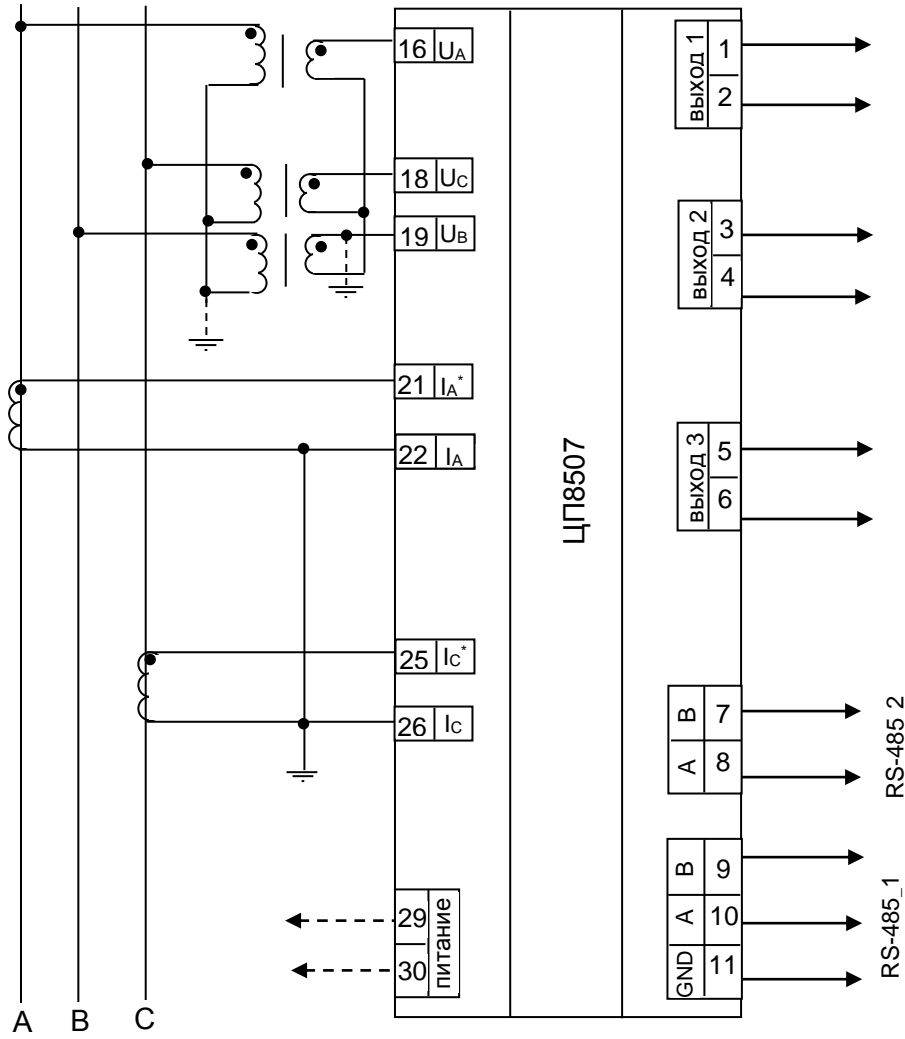 16 UA
18 UC
19 UB
21 IA*
22 IA
25 IC*
26 IC
29
30
питание
A
B
C
ЦП8507
выход 1
1
2
выход 2
3
4
выход 3
5
6
B 7
A 8
RS-485 2
B 9
A 10
GND 11
RS-485_1